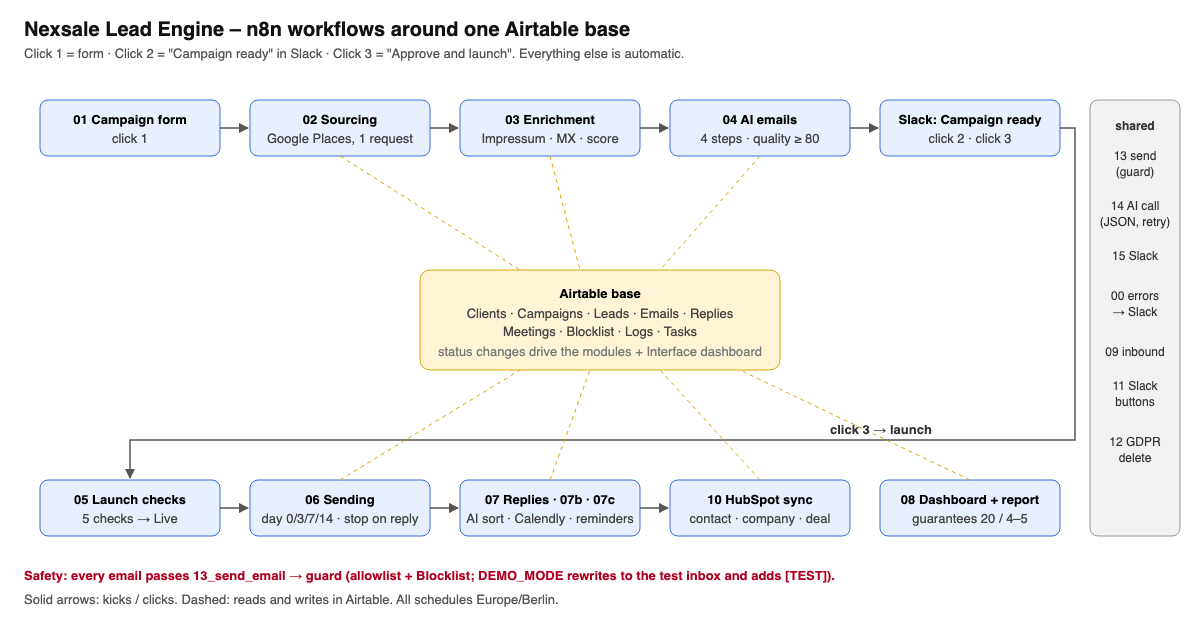 Nexsale Lead Engine – n8n workflows around one Airtable base
Click 1 = form · Click 2 = "Campaign ready" in Slack · Click 3 = "Approve and launch". Everything else is automatic.
01 Campaign form
click 1
02 Sourcing
Google Places, 1 request
03 Enrichment
Impressum · MX · score
04 AI emails
4 steps · quality ≥ 80
Slack: Campaign ready
click 2 · click 3
shared
13 send
(guard)
14 AI call
(JSON, retry)
15 Slack
00 errors
→ Slack
09 inbound
11 Slack
buttons
12 GDPR
delete
Airtable base
Clients · Campaigns · Leads · Emails · Replies
Meetings · Blocklist · Logs · Tasks
status changes drive the modules + Interface dashboard
click 3 → launch
05 Launch checks
5 checks → Live
06 Sending
day 0/3/7/14 · stop on reply
07 Replies · 07b · 07c
AI sort · Calendly · reminders
10 HubSpot sync
contact · company · deal
08 Dashboard + report
guarantees 20 / 4–5
Safety: every email passes 13_send_email → guard (allowlist + Blocklist; DEMO_MODE rewrites to the test inbox and adds [TEST]).
Solid arrows: kicks / clicks. Dashed: reads and writes in Airtable. All schedules Europe/Berlin.